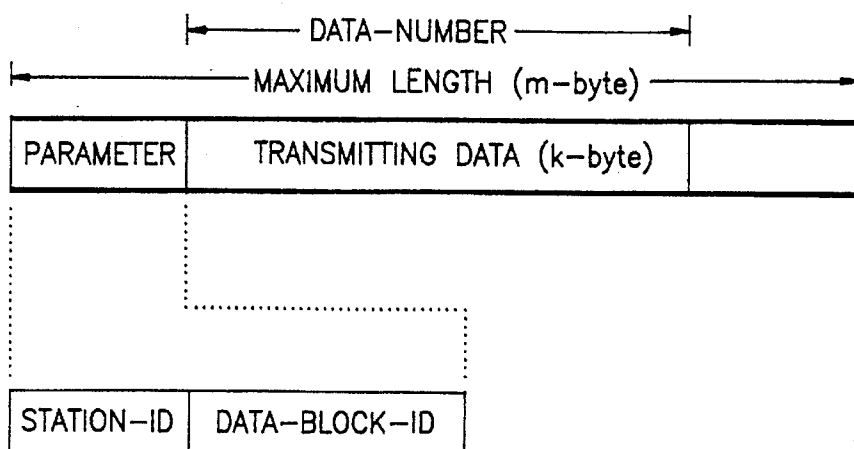 DATA-NUMBER
MAXIMUM LENGTH (m-byte)
PARAMETER
TRANSMITTING DATA (k-byte)
STATION-ID
DATA-BLOCK-ID